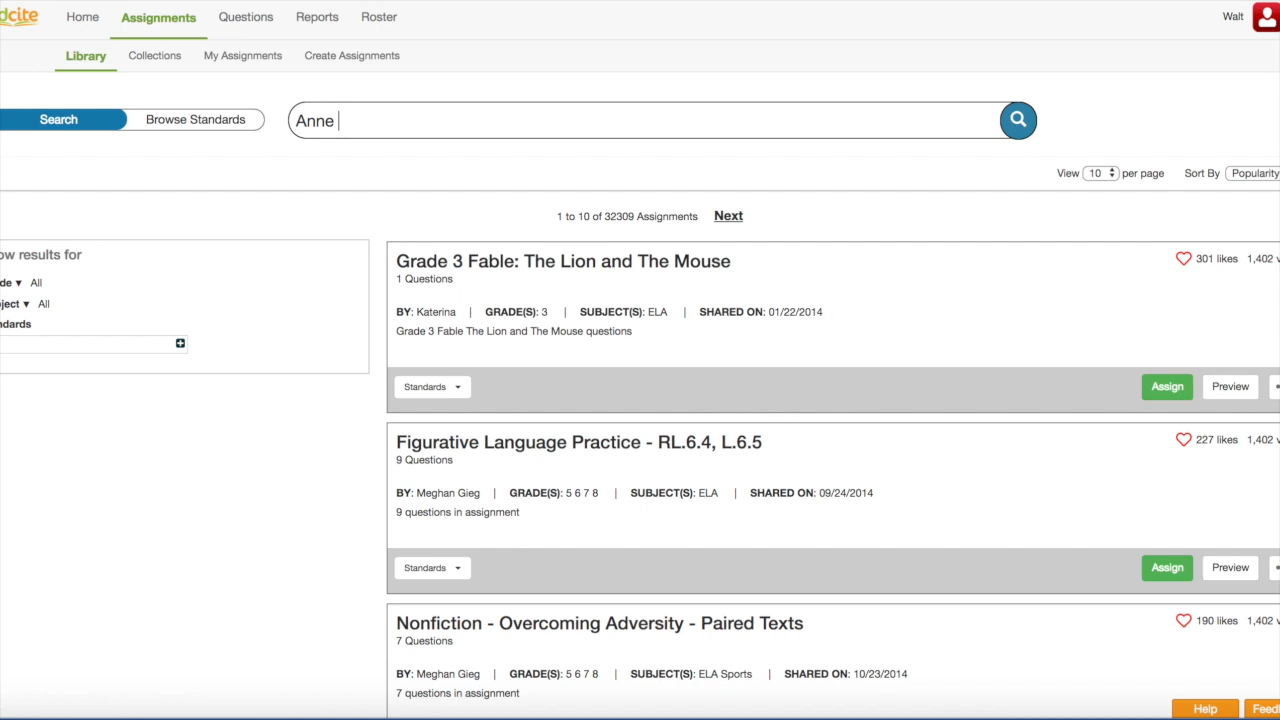 dcite Home Assignments Questions Reports Roster Walt
Library Collections My Assignments Create Assignments
Search Browse Standards Anne
View 10 per page Sort By Popularity
1 to 10 of 32309 Assignments Next
ow results for
de ▾ All
ject ▾ All
ndards
Grade 3 Fable: The Lion and The Mouse 301 likes 1,402 v
1 Questions
BY: Katerina | GRADE(S): 3 | SUBJECT(S): ELA | SHARED ON: 01/22/2014
Grade 3 Fable The Lion and The Mouse questions
Standards Assign Preview
Figurative Language Practice - RL.6.4, L.6.5 227 likes 1,402 v
9 Questions
BY: Meghan Gieg | GRADE(S): 5 6 7 8 | SUBJECT(S): ELA | SHARED ON: 09/24/2014
9 questions in assignment
Standards Assign Preview
Nonfiction - Overcoming Adversity - Paired Texts 190 likes 1,402 v
7 Questions
BY: Meghan Gieg | GRADE(S): 5 6 7 8 | SUBJECT(S): ELA Sports | SHARED ON: 10/23/2014
7 questions in assignment
Help Feed